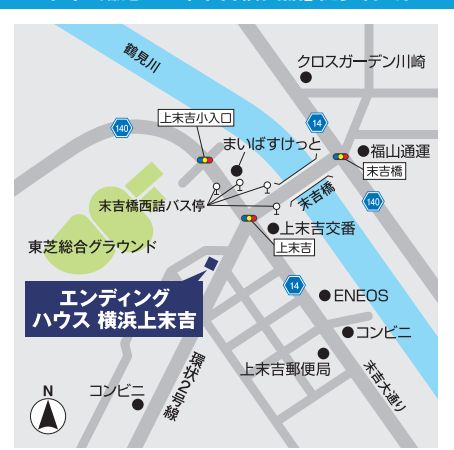 鶴見川
クロスガーデン川崎
上末吉小入口
140
14
まいばすけっと
福山通運
末吉橋
末吉橋
140
末吉橋西詰バス停
上末吉交番
上末吉
東芝総合グラウンド
14
ENEOS
エンディング
ハウス 横浜上末吉
コンビニ
上末吉郵便局
環状2号線
末吉大通り
コンビニ
N